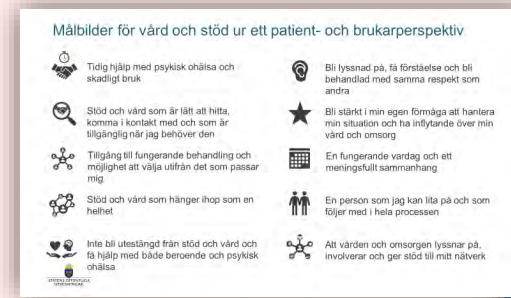 Målbilder för vård och stöd ur ett patient- och brukarperspektiv
Tidig hjälp med psykisk ohälsa och
skadligt bruk
Stöd och vård som är lätt att hitta,
komma i kontakt med och som är
tillgänglig när jag behöver den
Tillgång till fungerande behandling och
möjlighet att välja utifrån det som passar
mig
Stöd och vård som hänger ihop som en
helhet
Inte bli utestängd från stöd och vård och
få hjälp med både beroende och psykisk
ohälsa
STATENS OFFENTLIGA
UTREDNINGAR
Bli lyssnad på, få förståelse och bli
behandlad med samma respekt som
andra
Bli stärkt i min egen förmåga att hantera
min situation och ha inflytande över min
vård och omsorg
En fungerande vardag och ett
meningsfullt sammanhang
En person som jag kan lita på och som
följer med i hela processen
Att vården och omsorgen lyssnar på,
involverar och ger stöd till mitt nätverk